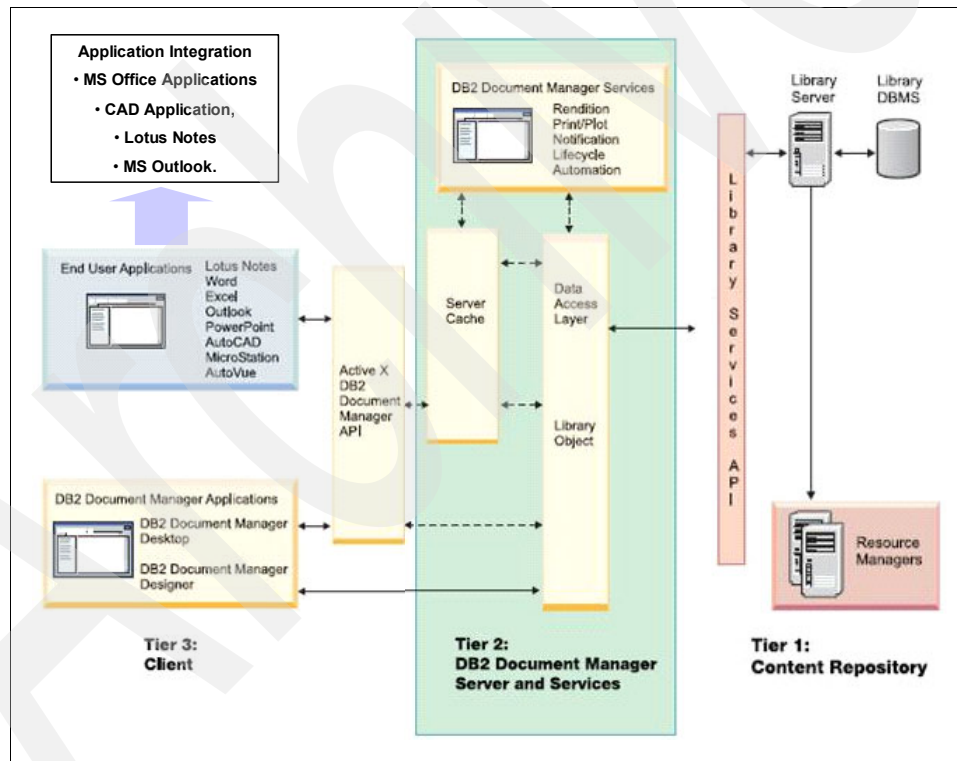 Application Integration
• MS Office Applications
• CAD Application,
• Lotus Notes
• MS Outlook.
DB2 Document Manager Services
Rendition
Print/Plot
Notification
Lifecycle
Automation
Library
Server
Library
DBMS
End User Applications
Lotus Notes
Word
Excel
Outlook
PowerPoint
AutoCAD
MicroStation
AutoVue
Active X
DB2
Document
Manager
API
Server
Cache
Data
Access
Layer
Library
Object
Library Services API
DB2 Document Manager Applications
DB2 Document Manager
Desktop
DB2 Document Manager
Designer
Resource
Managers
Tier 3:
Client
Tier 2:
DB2 Document Manager
Server and Services
Tier 1:
Content Repository